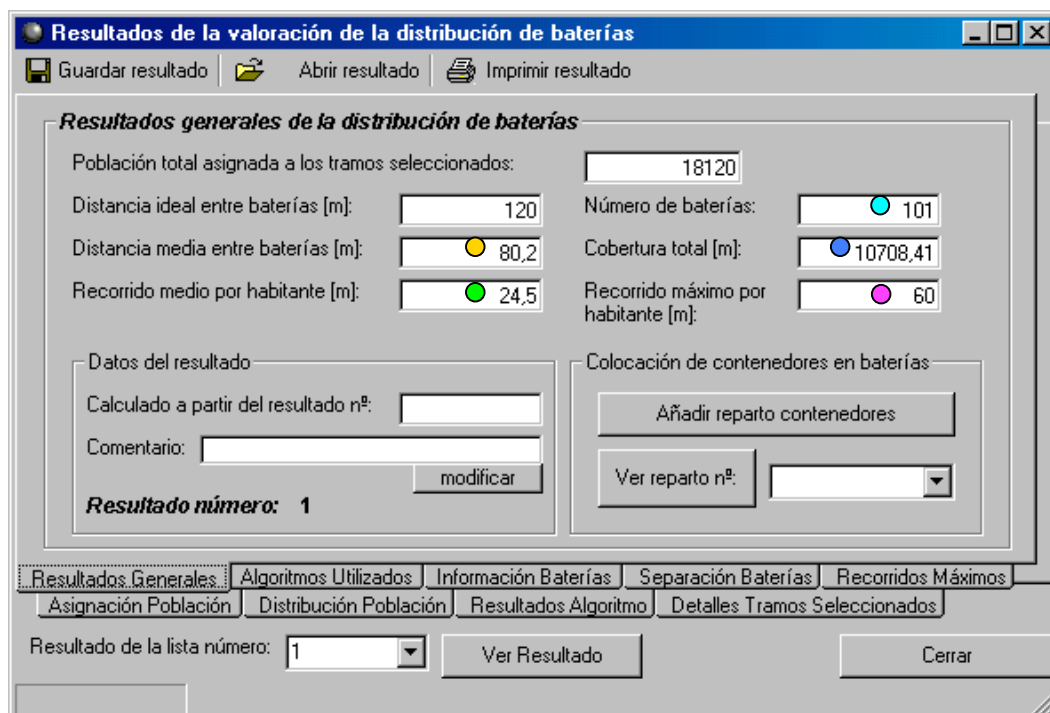 Resultados de la valoración de la distribución de baterías
Guardar resultado Abrir resultado Imprimir resultado
Resultados generales de la distribución de baterías
Población total asignada a los tramos seleccionados: 18120
Distancia ideal entre baterías [m]: 120 Número de baterías: 101
Distancia media entre baterías [m]: 80,2 Cobertura total [m]: 10708,41
Recorrido medio por habitante [m]: 24,5 Recorrido máximo por
habitante [m]: 60
Datos del resultado
Calculado a partir del resultado nº:
Comentario:
modificar
Resultado número: 1
Colocación de contenedores en baterías
Añadir reparto contenedores
Ver reparto nº:
Resultados Generales Algoritmos Utilizados Información Baterías Separación Baterías Recorridos Máximos
Asignación Población Distribución Población Resultados Algoritmo Detalles Tramos Seleccionados
Resultado de la lista número: 1 Ver Resultado Cerrar